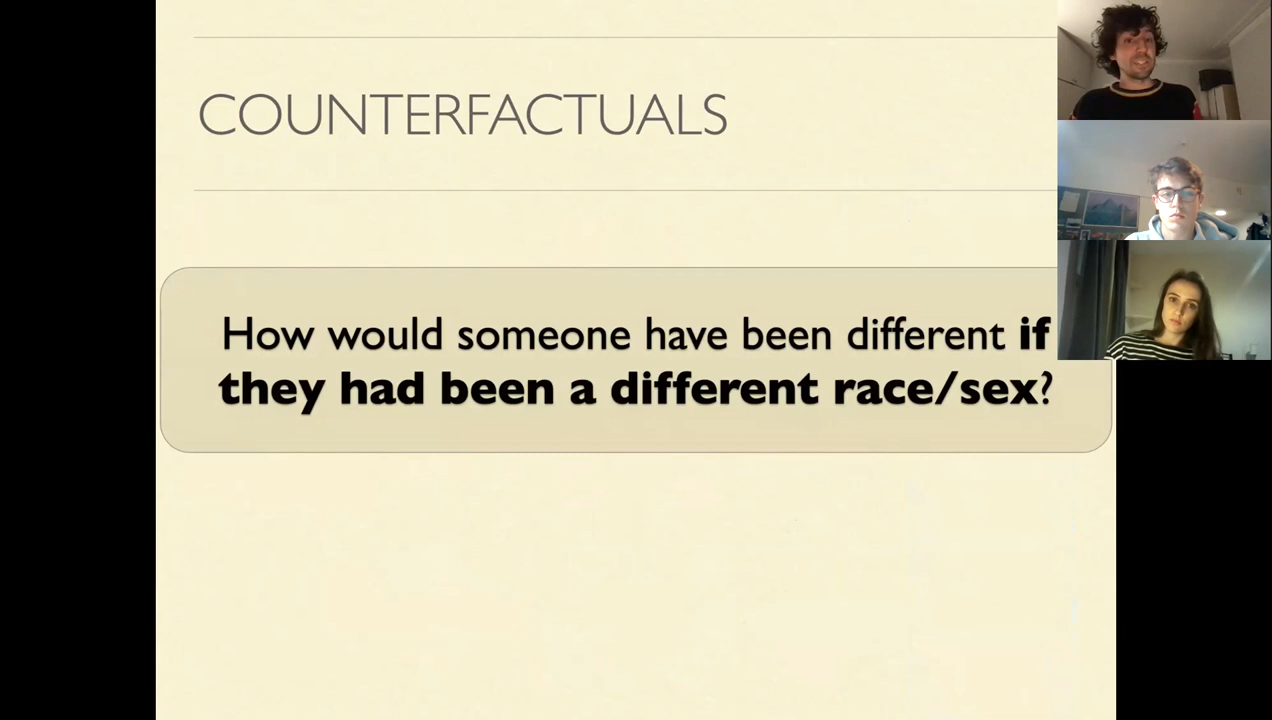 COUNTERFACTUALS
How would someone have been different if
they had been a different race/sex?